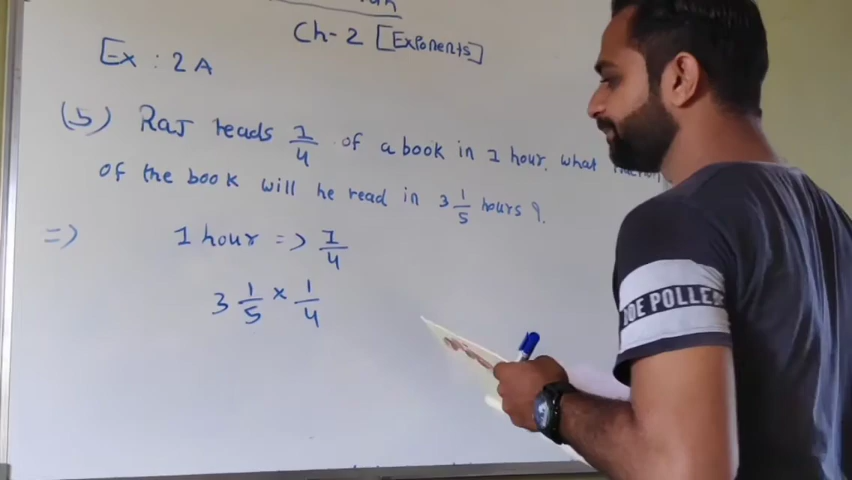 Ch-2 [Exponents]
Ex : 2A
(5) Raj reads 1/4 of a book in 1 hour. what
of the book will he read in 3 1/5 hours ?
=> 1 hour => 1/4
3 1/5 × 1/4
ZOE POLLER